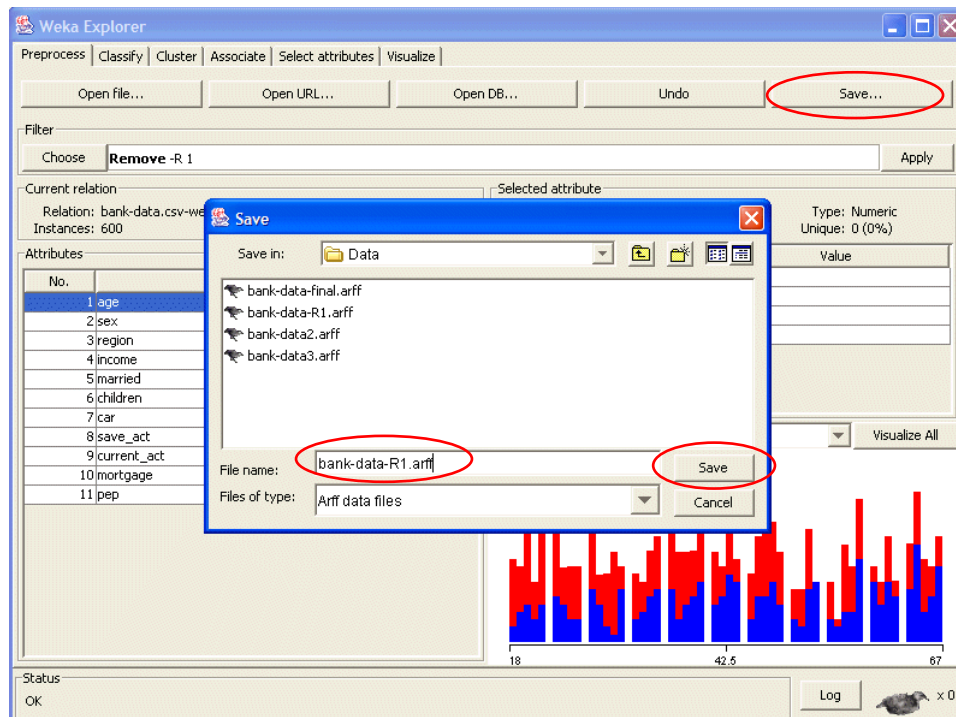 Weka Explorer
Preprocess Classify Cluster Associate Select attributes Visualize
Open file... Open URL... Open DB... Undo Save...
Filter
Choose Remove -R 1 Apply
Current relation
Relation: bank-data.csv-we
Instances: 600
Selected attribute
Type: Numeric
Unique: 0 (0%)
Attributes
No.
1 age
2 sex
3 region
4 income
5 married
6 children
7 car
8 save_act
9 current_act
10 mortgage
11 pep
Value
Save
Save in: Data
bank-data-final.arff
bank-data-R1.arff
bank-data2.arff
bank-data3.arff
File name: bank-data-R1.arff Save
Files of type: Arff data files Cancel
Visualize All
18 42.5 67
Status
OK
Log x 0